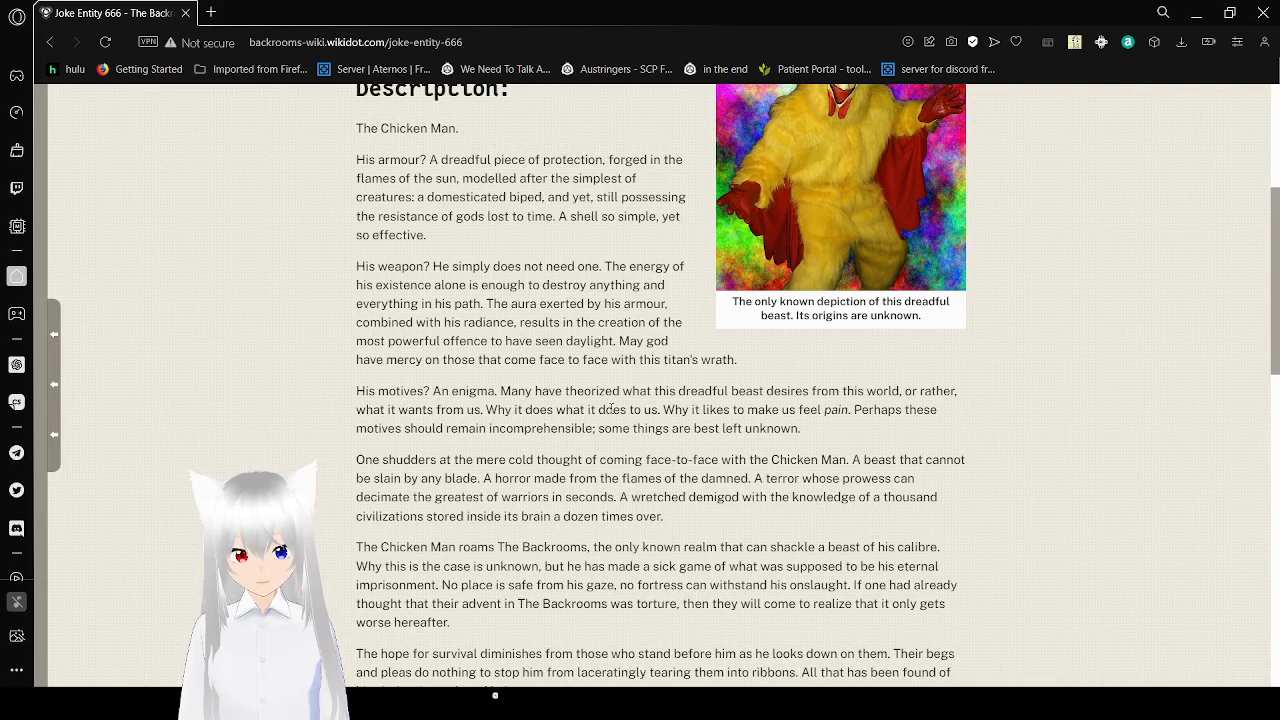 Joke Entity 666 - The Back
VPN Not secure backrooms-wiki.wikidot.com/joke-entity-666
hulu Getting Started Imported from Firef... Server | Aternos | Fr... We Need To Talk A... Austringers - SCP F... in the end Patient Portal - tool... server for discord fr...
Description:
The Chicken Man.
His armour? A dreadful piece of protection, forged in the
flames of the sun, modelled after the simplest of
creatures: a domesticated biped, and yet, still possessing
the resistance of gods lost to time. A shell so simple, yet
so effective.
His weapon? He simply does not need one. The energy of
his existence alone is enough to destroy anything and
everything in his path. The aura exerted by his armour,
combined with his radiance, results in the creation of the
most powerful offence to have seen daylight. May god
have mercy on those that come face to face with this titan's wrath.
The only known depiction of this dreadful
beast. Its origins are unknown.
His motives? An enigma. Many have theorized what this dreadful beast desires from this world, or rather,
what it wants from us. Why it does what it does to us. Why it likes to make us feel pain. Perhaps these
motives should remain incomprehensible; some things are best left unknown.
One shudders at the mere cold thought of coming face-to-face with the Chicken Man. A beast that cannot
be slain by any blade. A horror made from the flames of the damned. A terror whose prowess can
decimate the greatest of warriors in seconds. A wretched demigod with the knowledge of a thousand
civilizations stored inside its brain a dozen times over.
The Chicken Man roams The Backrooms, the only known realm that can shackle a beast of his calibre.
Why this is the case is unknown, but he has made a sick game of what was supposed to be his eternal
imprisonment. No place is safe from his gaze, no fortress can withstand his onslaught. If one had already
thought that their advent in The Backrooms was torture, then they will come to realize that it only gets
worse hereafter.
The hope for survival diminishes from those who stand before him as he looks down on them. Their begs
and pleas do nothing to stop him from laceratingly tearing them into ribbons. All that has been found of